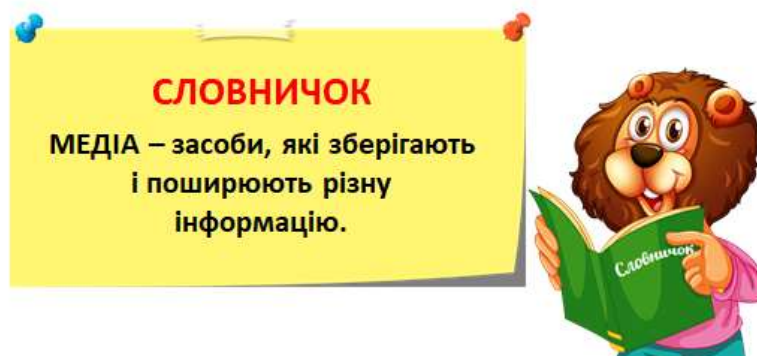 СЛОВНИЧОК
МЕДІА – засоби, які зберігають
і поширюють різну
інформацію.
Словничок